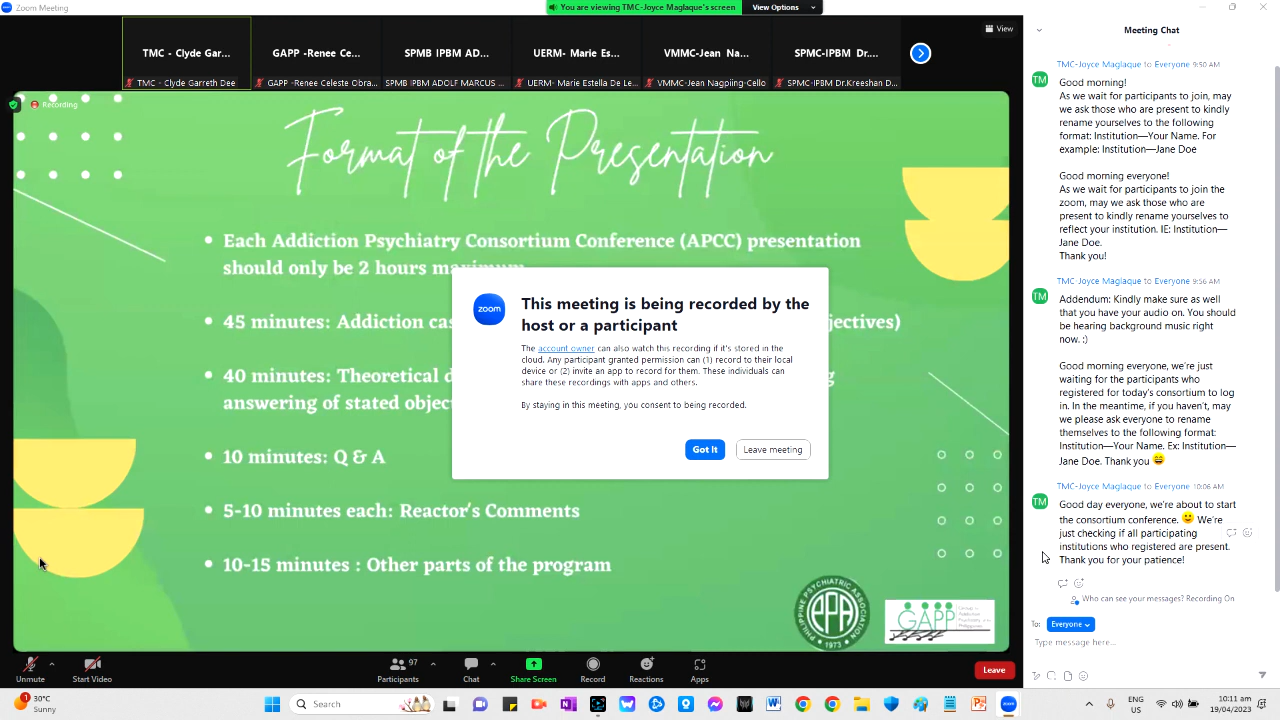 Zoom Meeting
You are viewing TMC-Joyce Maglaque's screen
View Options
View
TMC - Clyde Gar...
GAPP -Renee Ce...
SPMB IPBM AD...
UERM- Marie Es...
VMMC-Jean Na...
SPMC-IPBM Dr....
TMC - Clyde Garreth Dee
GAPP -Renee Celeste Obra...
SPMB IPBM ADOLF MARCUS ...
UERM- Marie Estella De Le...
VMMC-Jean Nagpiing-Cello
SPMC-IPBM Dr.Kreeshan D...
Recording
Format of the Presentation
• Each Addiction Psychiatry Consortium Conference (APCC) presentation
should only be 2 hours maximum
• 45 minutes: Addiction cas
jectives)
• 40 minutes: Theoretical d
g
answering of stated objec
• 10 minutes: Q & A
• 5-10 minutes each: Reactor's Comments
• 10-15 minutes : Other parts of the program
PHILIPPINE PSYCHIATRIC ASSOCIATION
1973
GAPP
zoom
This meeting is being recorded by the
host or a participant
The account owner can also watch this recording if it's stored in the
cloud. Any participant granted permission can (1) record to their local
device or (2) invite an app to record for them. These individuals can
share these recordings with apps and others.
By staying in this meeting, you consent to being recorded.
Got it
Leave meeting
Meeting Chat
TMC-Joyce Maglaque to Everyone 9:50 AM
TM
Good morning!
As we wait for participants to join, may
we ask those who are present to kindly
rename yourselves to the following
format: Institution—Your Name. For
example: Institution—Jane Doe
Good morning everyone!
As we wait for participants to join the
zoom, may we ask those who are
present to kindly rename yourselves to
reflect your institution. IE: Institution—
Jane Doe.
Thank you!
TMC-Joyce Maglaque to Everyone 9:56 AM
TM
Addendum: Kindly make sure as well
that you have your audio on. You should
be hearing background music right
now. :)
Good morning everyone, we're just
waiting for the participants who
registered for today's consortium to log
in. In the meantime, if you haven't, may
we please ask everyone to rename
themselves to the following format:
Institution—Your Name. Ex: Institution—
Jane Doe. Thank you 😄
TMC-Joyce Maglaque to Everyone 10:06 AM
TM
Good day everyone, we're about to start
the consortium conference. 🙂 We're
just checking if all participating
institutions who registered are present.
Thank you for your patience!
Who can see your messages? Recording On
To: Everyone
Type message here...
Unmute
Start Video
97
Participants
Chat
Share Screen
Record
Reactions
Apps
Leave
1
30°C
Sunny
Search
ENG
US
10:11 am
19/04/2023